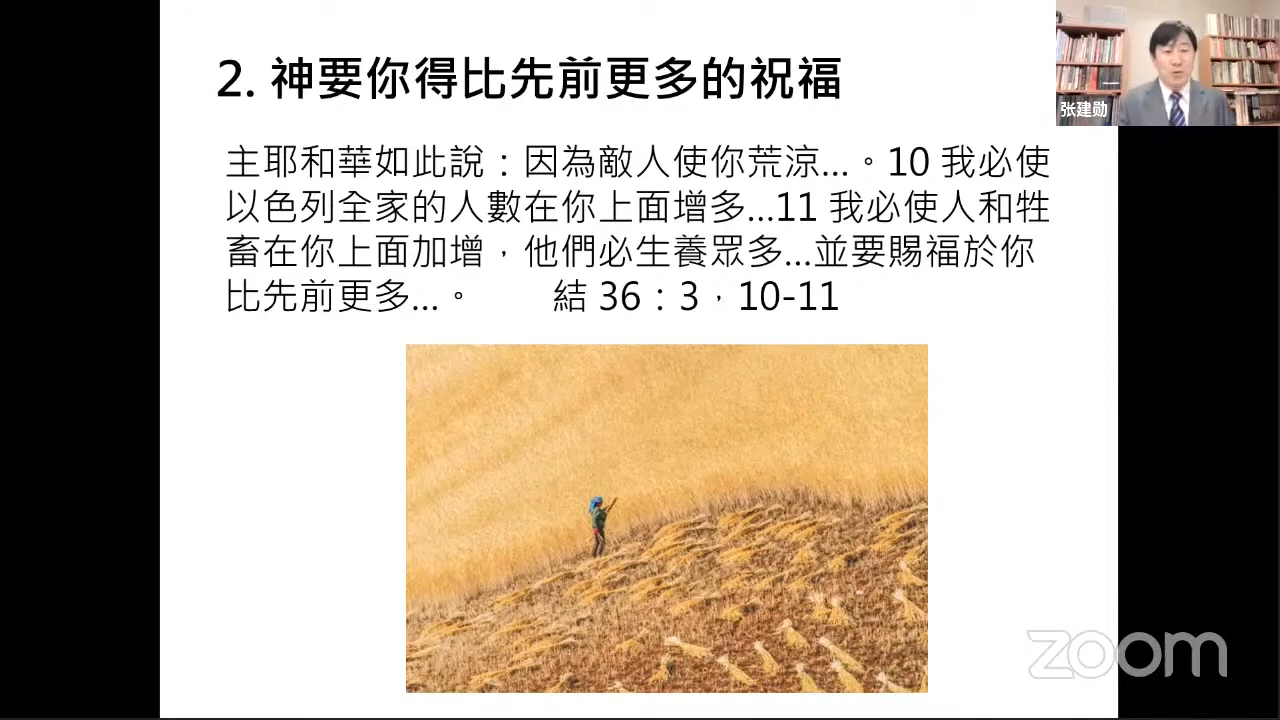 2. 神要你得比先前更多的祝福
张建勋
主耶和華如此說：因為敵人使你荒涼...。10 我必使
以色列全家的人數在你上面增多...11 我必使人和牲
畜在你上面加增，他們必生養眾多...並要賜福於你
比先前更多...。 結 36：3，10-11
zoom